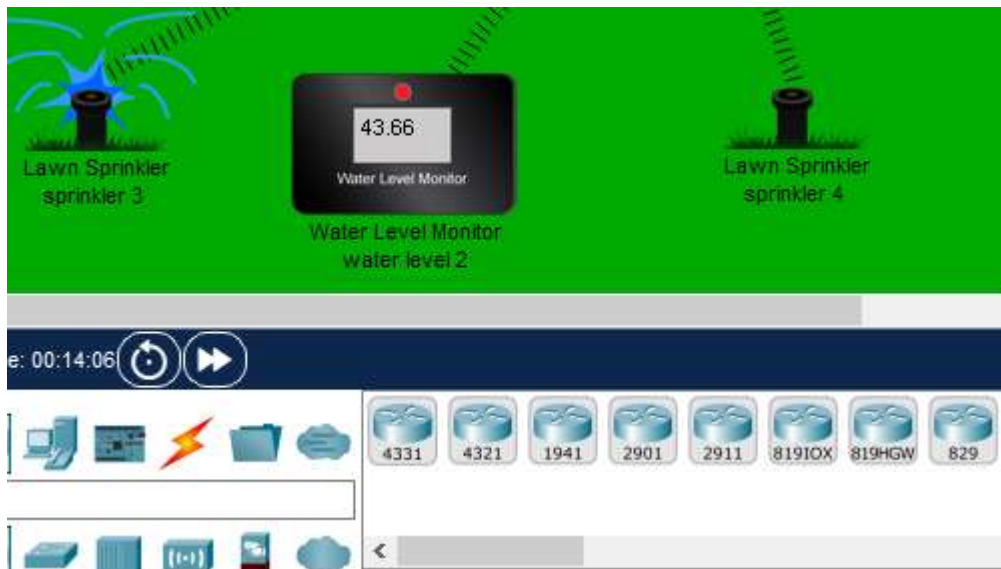 43.66
Water Level Monitor
Lawn Sprinkler
sprinkler 3
Water Level Monitor
water level 2
Lawn Sprinkler
sprinkler 4
e: 00:14:06
4331
4321
1941
2901
2911
819IOX
819HGW
829